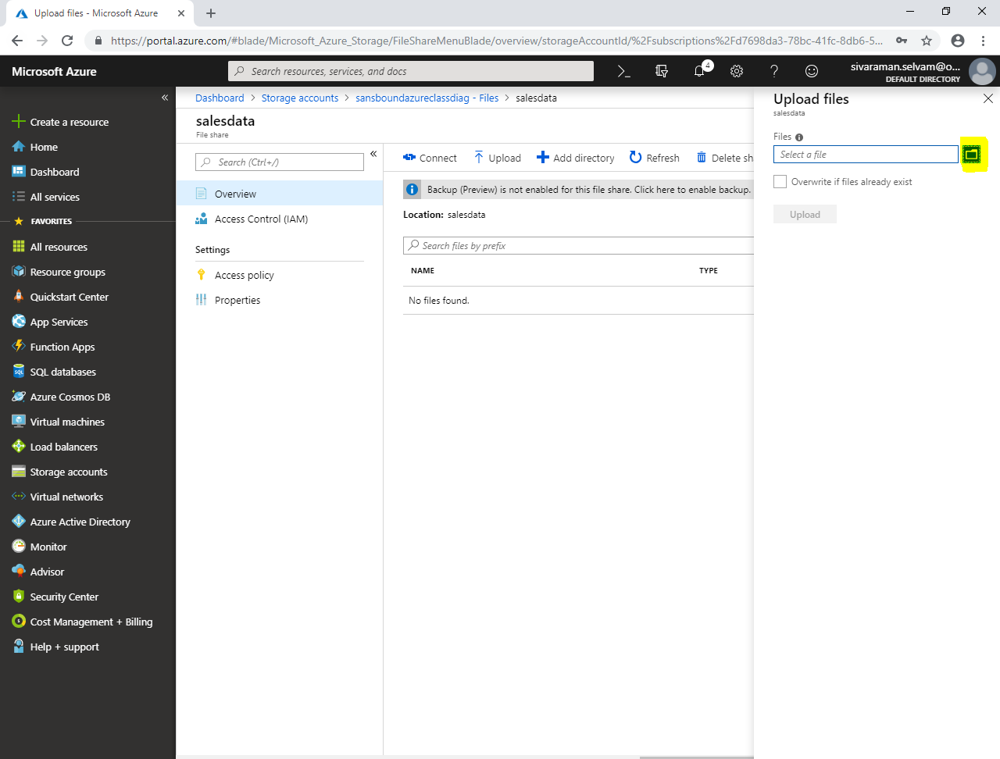 Upload files - Microsoft Azure
https://portal.azure.com/#blade/Microsoft_Azure_Storage/FileShareMenuBlade/overview/storageAccountId/%2Fsubscriptions%2Fd7698da3-78bc-41fc-8db6-5...
Microsoft Azure
Search resources, services, and docs
4
sivaraman.selvam@o...
DEFAULT DIRECTORY
Create a resource
Home
Dashboard
All services
FAVORITES
All resources
Resource groups
Quickstart Center
App Services
Function Apps
SQL databases
Azure Cosmos DB
Virtual machines
Load balancers
Storage accounts
Virtual networks
Azure Active Directory
Monitor
Advisor
Security Center
Cost Management + Billing
Help + support
Dashboard > Storage accounts > sansboundazureclassdiag - Files > salesdata
salesdata
File share
Search (Ctrl+/)
Overview
Access Control (IAM)
Settings
Access policy
Properties
Connect Upload Add directory Refresh Delete sh
Backup (Preview) is not enabled for this file share. Click here to enable backup.
Location: salesdata
Search files by prefix
NAME TYPE
No files found.
Upload files
salesdata
Files
Select a file
Overwrite if files already exist
Upload